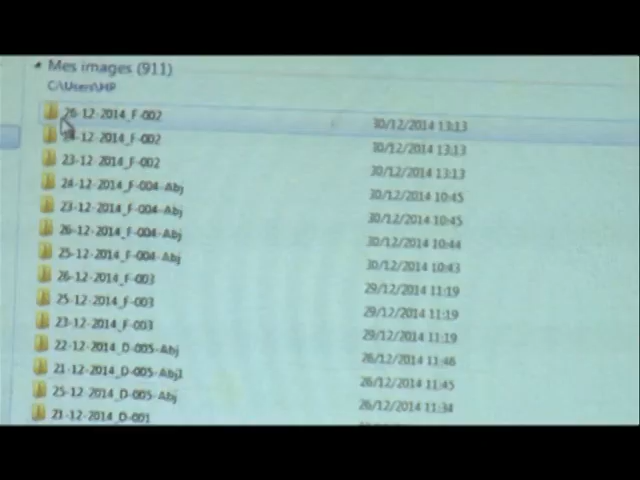 Mes images (911)
C:\Users\HP
26-12-2014_F-002 30/12/2014 13:13
24-12-2014_F-002 30/12/2014 13:13
23-12-2014_F-002 30/12/2014 13:13
24-12-2014_F-004-Abj 30/12/2014 10:45
23-12-2014_F-004-Abj 30/12/2014 10:45
26-12-2014_F-004-Abj 30/12/2014 10:44
25-12-2014_F-004-Abj 30/12/2014 10:43
26-12-2014_F-003 29/12/2014 11:19
25-12-2014_F-003 29/12/2014 11:19
23-12-2014_F-003 29/12/2014 11:19
22-12-2014_D-005-Abj 26/12/2014 11:46
21-12-2014_D-005-Abj1 26/12/2014 11:45
25-12-2014_D-005-Abj 26/12/2014 11:34
21-12-2014_D-001